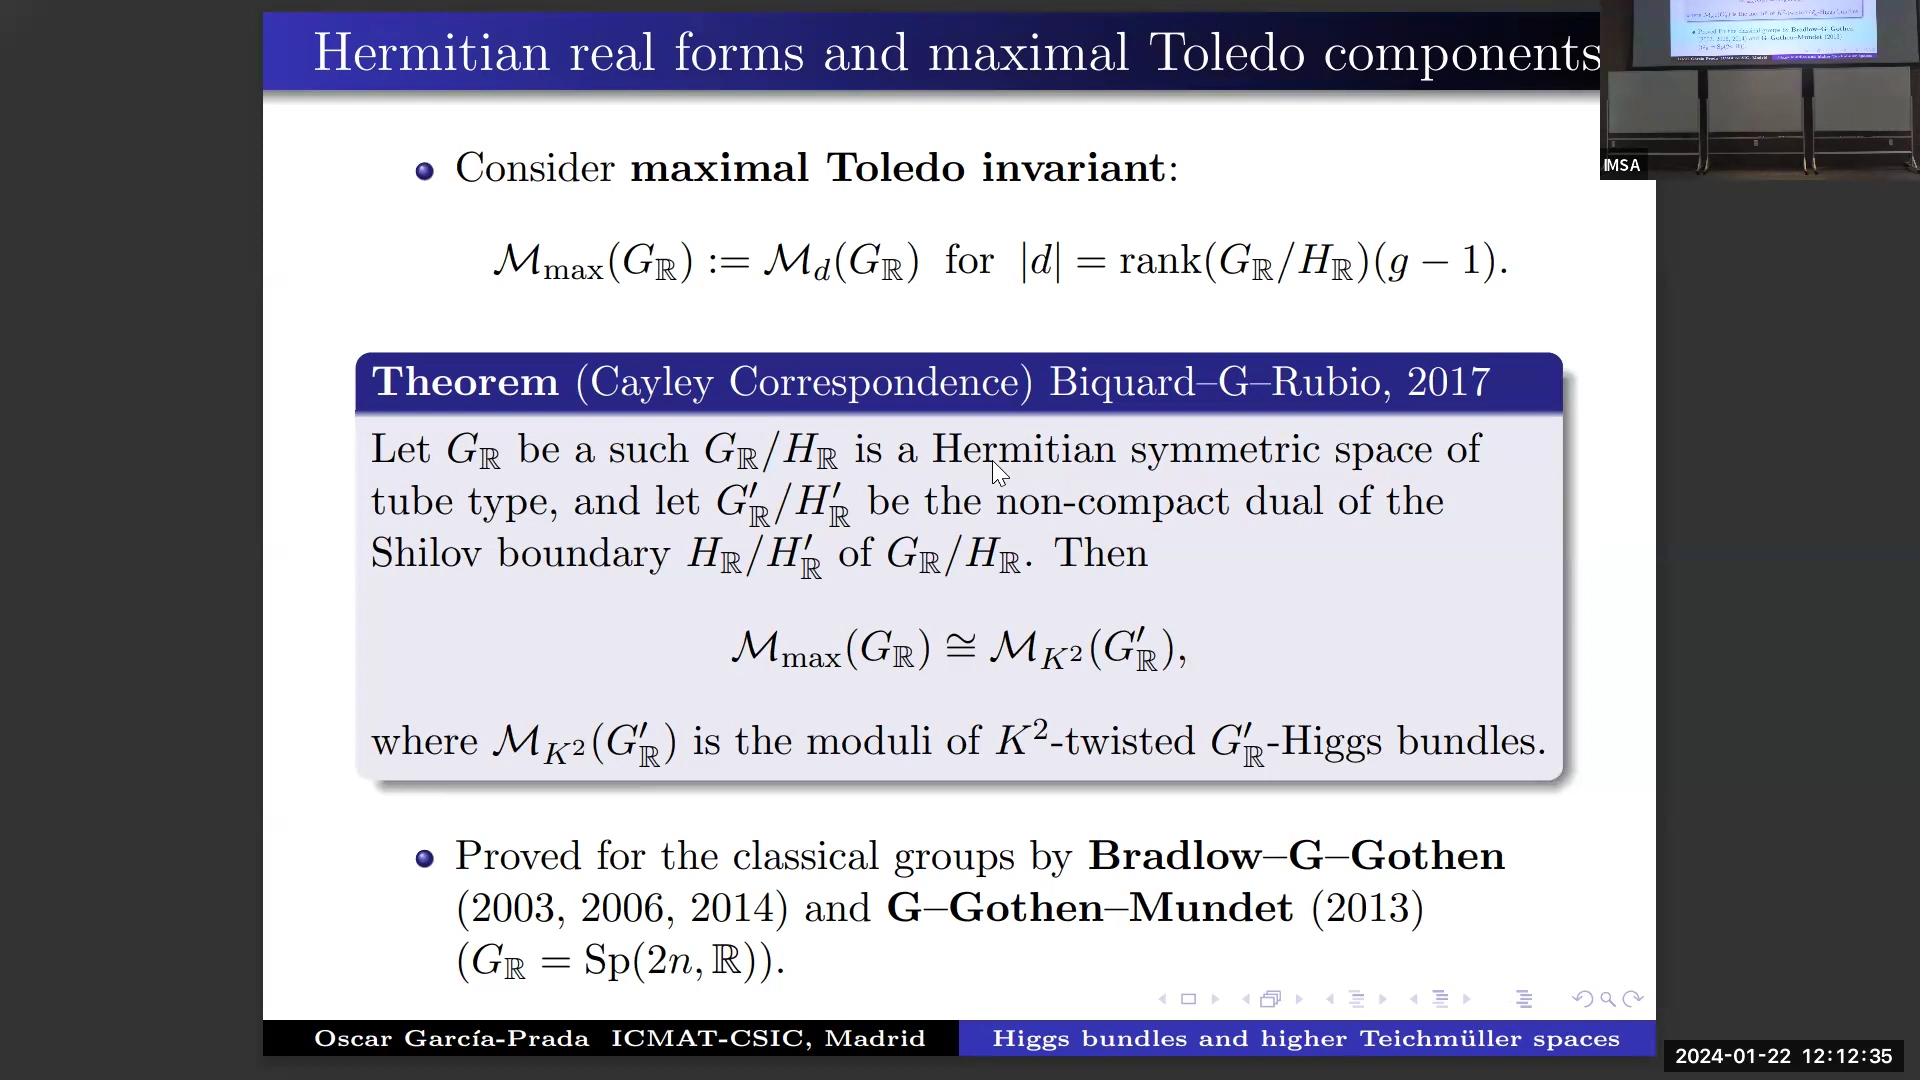 Hermitian real forms and maximal Toledo components
IMSA
Consider maximal Toledo invariant:
ℳ_max(G_ℝ) := ℳ_d(G_ℝ) for |d| = rank(G_ℝ/H_ℝ)(g − 1).
Theorem (Cayley Correspondence) Biquard–G–Rubio, 2017
Let G_ℝ be a such G_ℝ/H_ℝ is a Hermitian symmetric space of
tube type, and let G′_ℝ/H′_ℝ be the non-compact dual of the
Shilov boundary H_ℝ/H′_ℝ of G_ℝ/H_ℝ. Then
ℳ_max(G_ℝ) ≅ ℳ_{K²}(G′_ℝ),
where ℳ_{K²}(G′_ℝ) is the moduli of K²-twisted G′_ℝ-Higgs bundles.
Proved for the classical groups by Bradlow–G–Gothen
(2003, 2006, 2014) and G–Gothen–Mundet (2013)
(G_ℝ = Sp(2n, ℝ)).
Oscar García-Prada ICMAT-CSIC, Madrid
Higgs bundles and higher Teichmüller spaces
2024-01-22 12:12:35